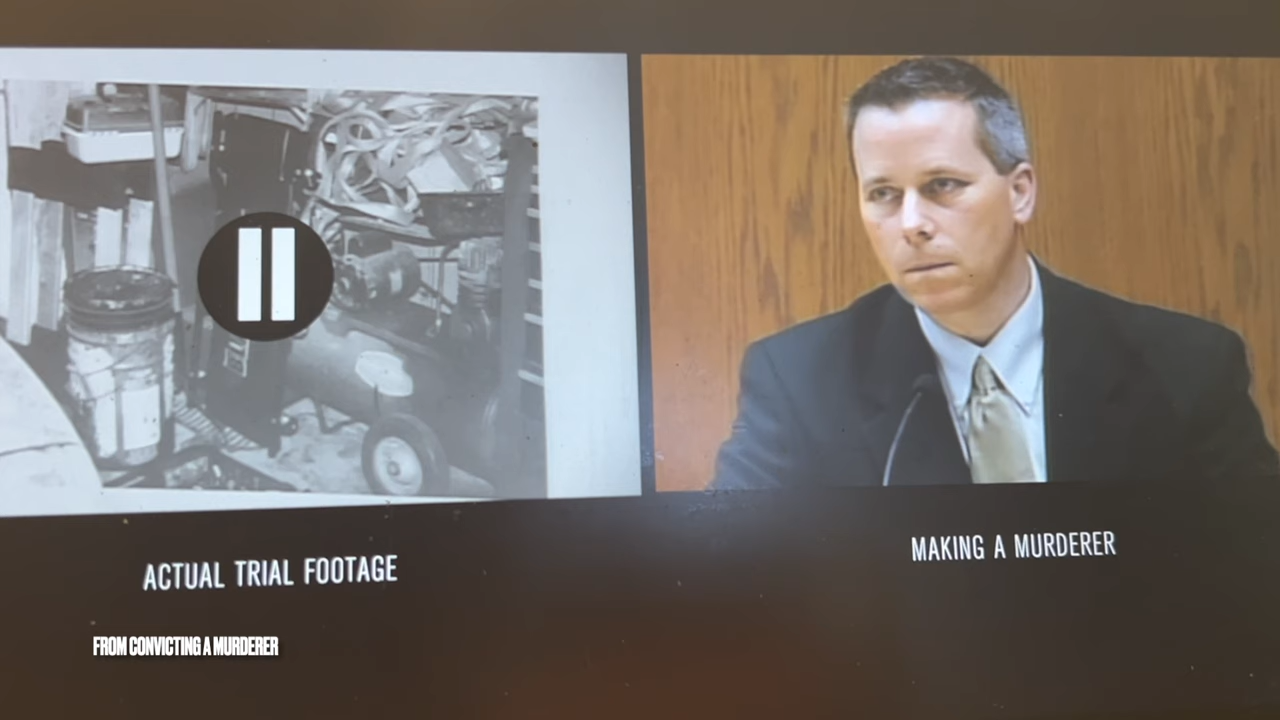 ACTUAL TRIAL FOOTAGE
MAKING A MURDERER
FROM CONVICTING A MURDERER